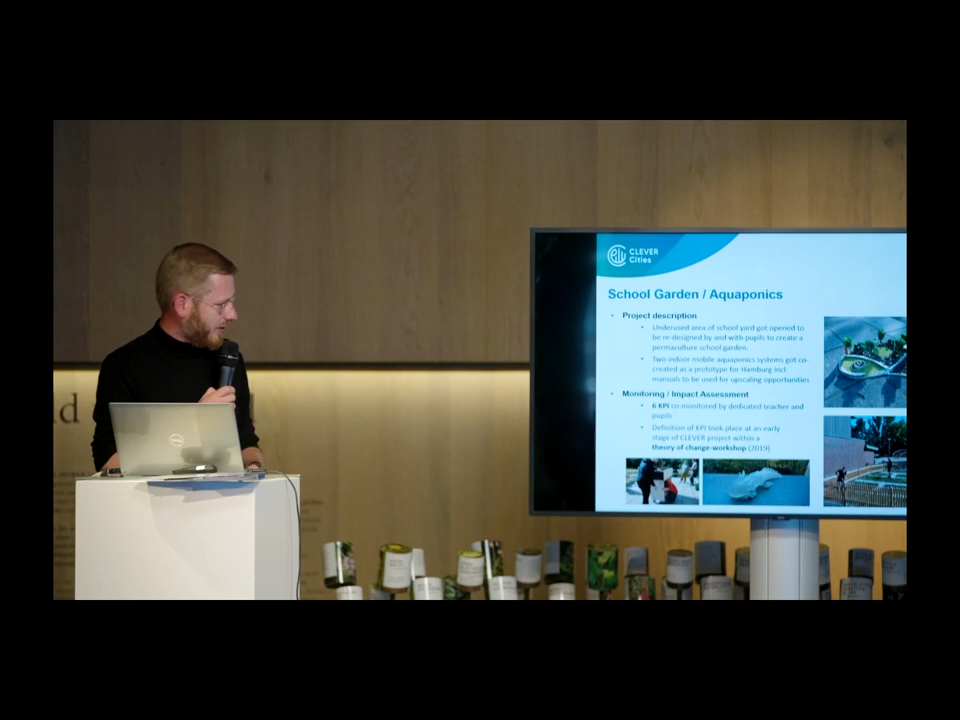 CLEVER
Cities
School Garden / Aquaponics
• Project description
• Underused area of school yard got opened to
be re-designed by and with pupils to create a
permaculture school garden.
• Two indoor mobile aquaponics systems got co-
created as a prototype for Hamburg incl.
manuals to be used for upscaling opportunities
• Monitoring / Impact Assessment
• 6 KPI co-monitored by dedicated teacher and
pupils
• Definition of KPI took place at an early
stage of CLEVER project within a
theory of change-workshop (2019)
DELL
d